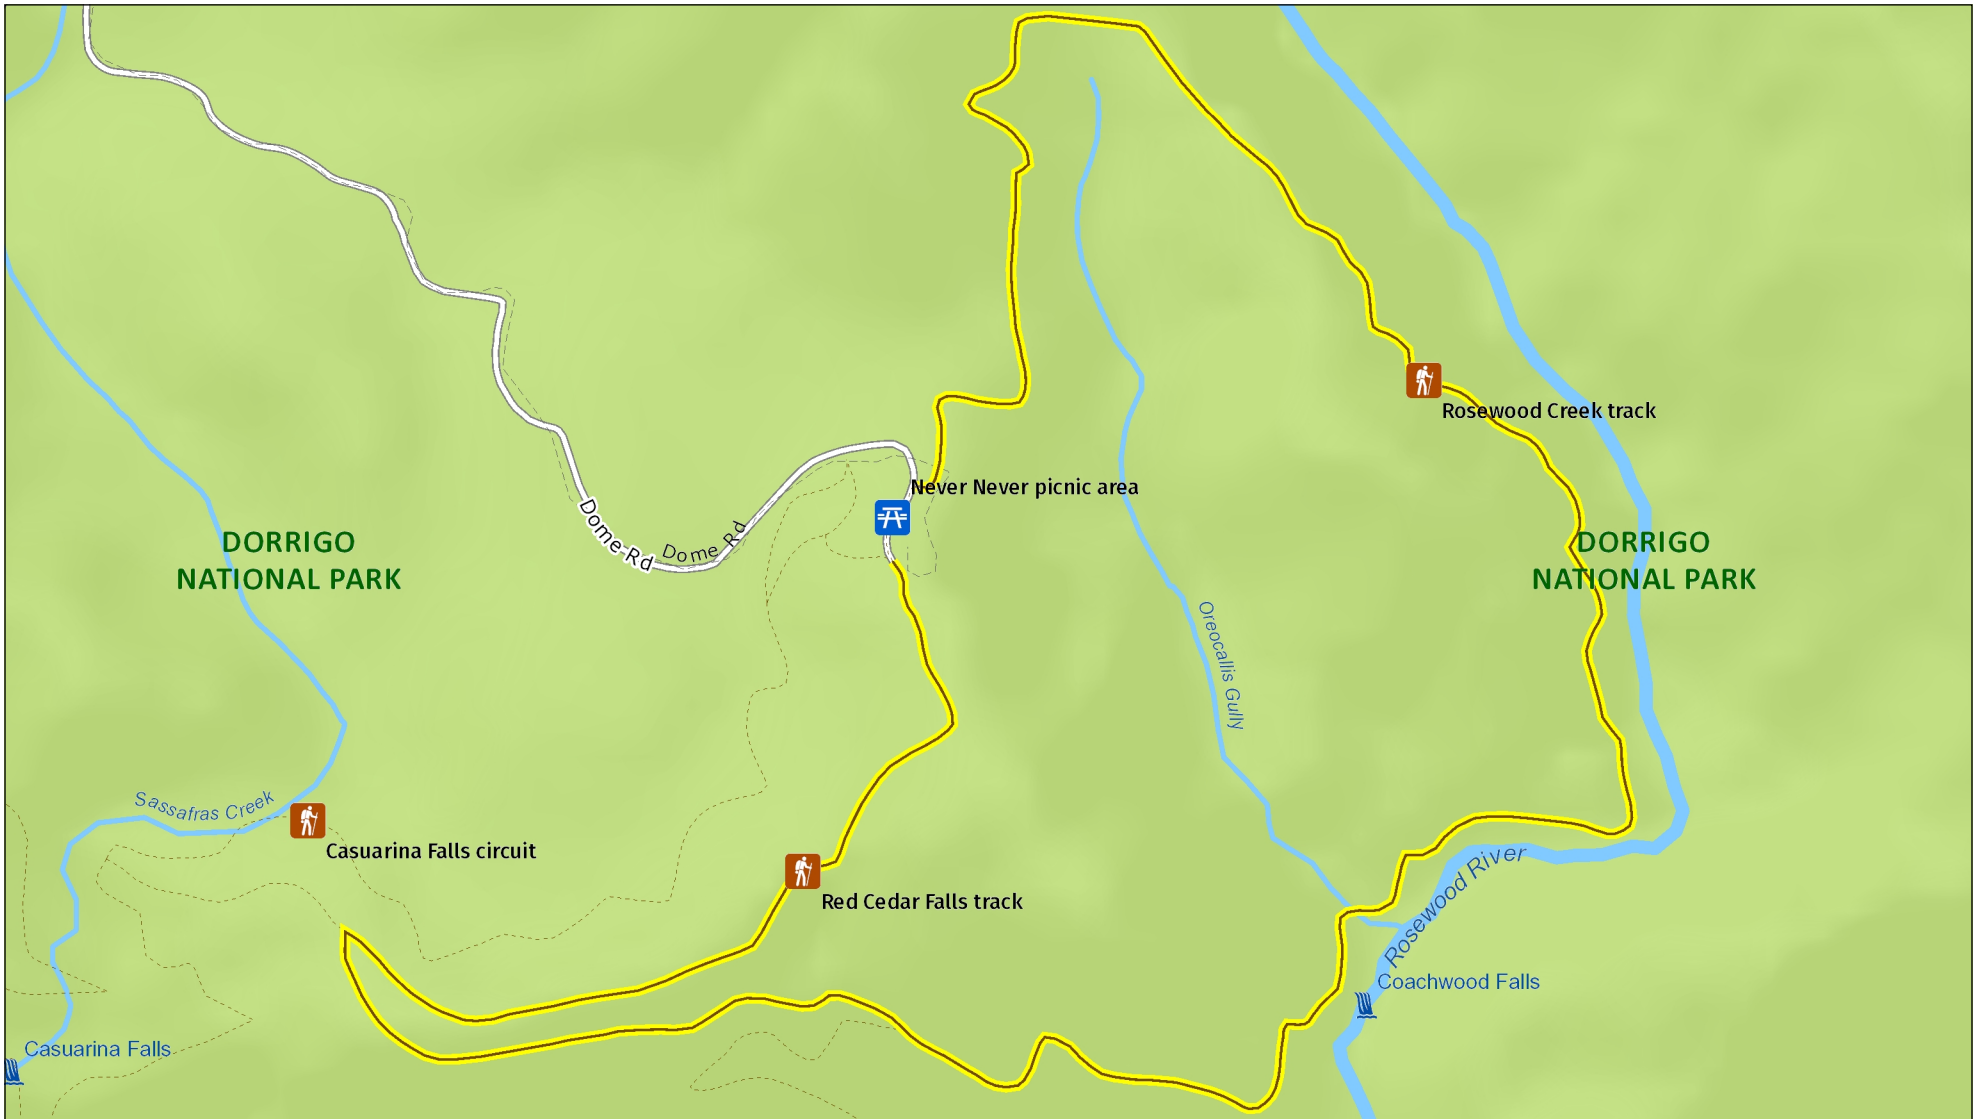 Rosewood Creek track
Never Never picnic area
Dome Rd
Dome Rd
DORRIGO
NATIONAL PARK
DORRIGO
NATIONAL PARK
Oreocallis Gully
Sassafras Creek
Casuarina Falls circuit
Red Cedar Falls track
Rosewood River
Coachwood Falls
Casuarina Falls